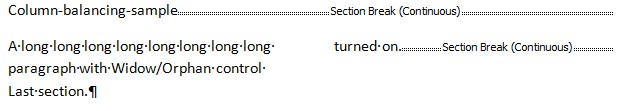 Column-balancing-sample Section Break (Continuous)
A·long·long·long·long·long·long·long·long·
paragraph·with·Widow/Orphan·control·
turned·on. Section Break (Continuous)
Last·section.¶